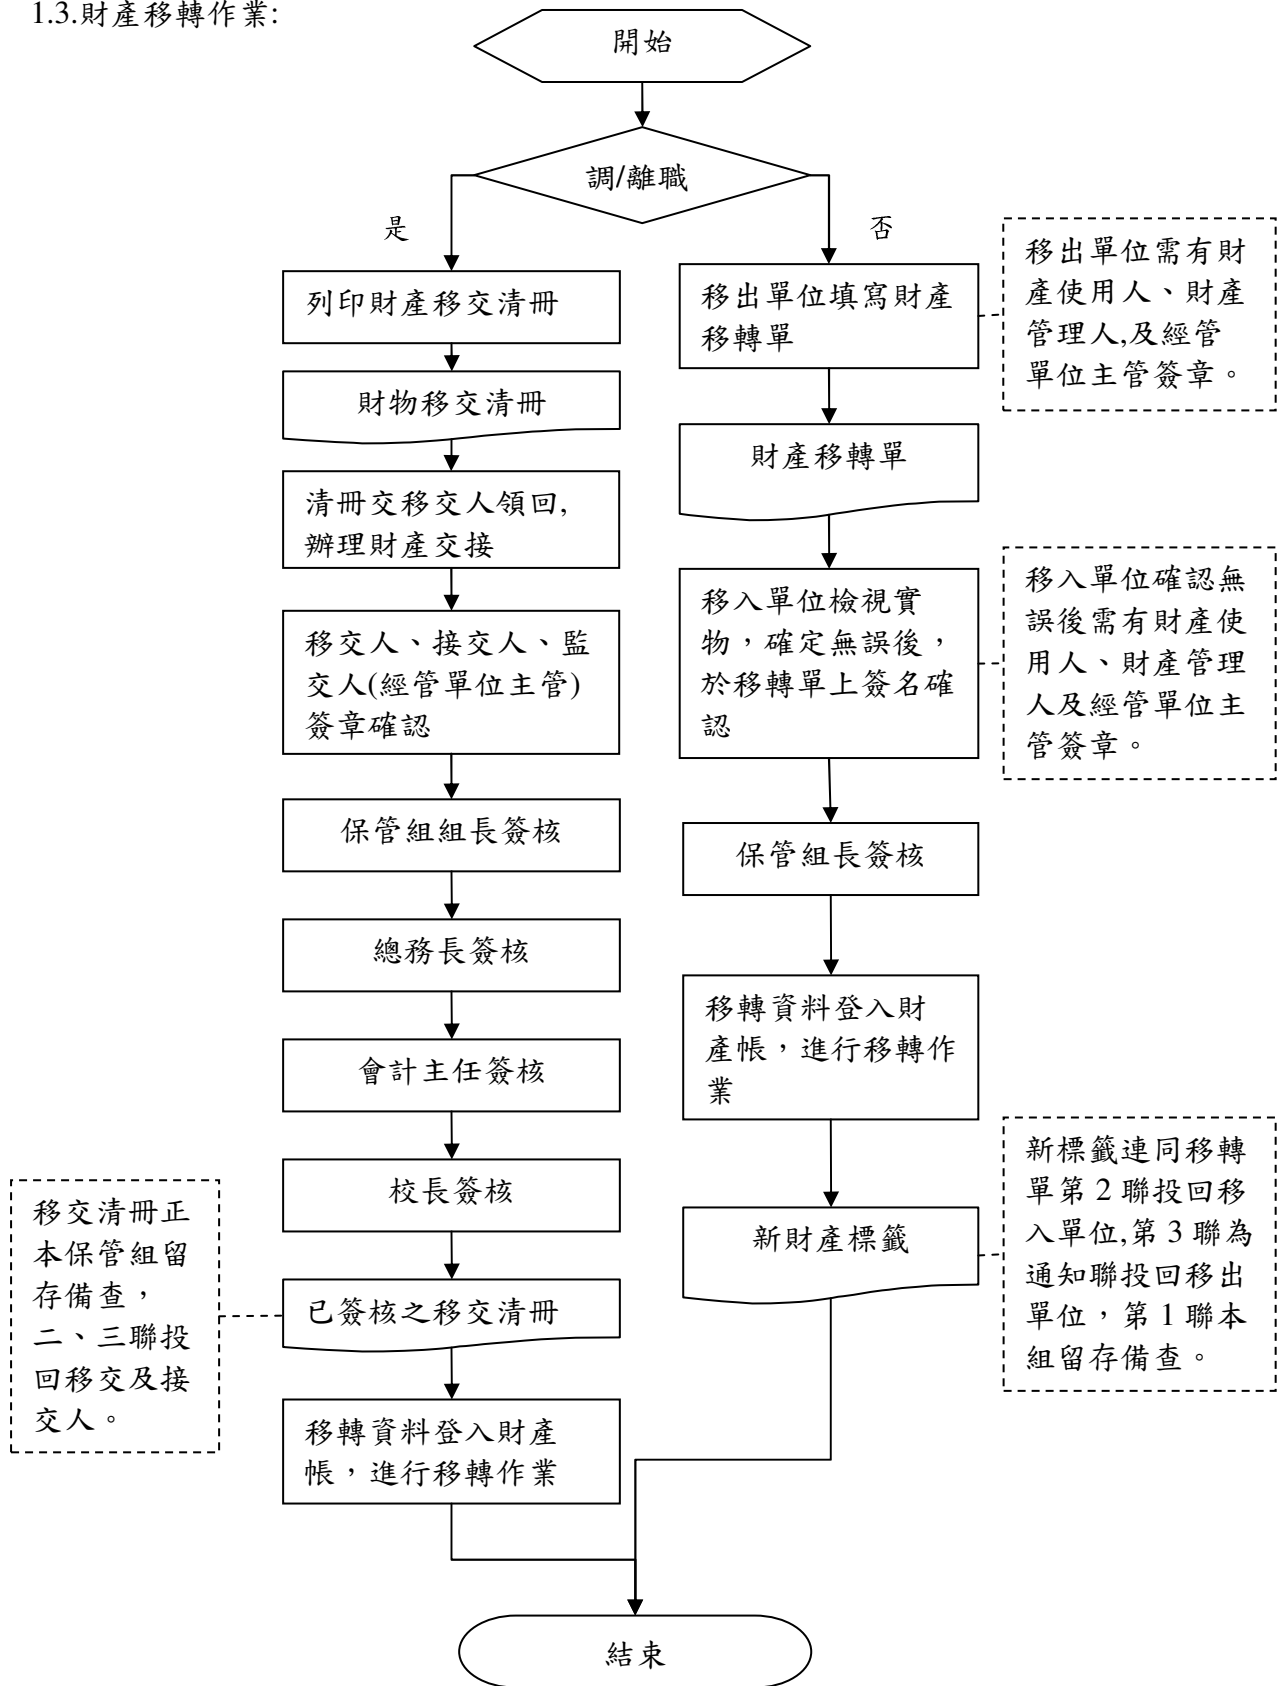 1.3.財產移轉作業:
開始
調/離職
是
否
列印財產移交清冊
財物移交清冊
清冊交移交人領回,
辦理財產交接
移交人、接交人、監
交人(經管單位主管)
簽章確認
保管組組長簽核
總務長簽核
會計主任簽核
校長簽核
已簽核之移交清冊
移交清冊正
本保管組留
存備查，
二、三聯投
回移交及接
交人。
移轉資料登入財產
帳，進行移轉作業
移出單位填寫財產
移轉單
移出單位需有財
產使用人、財產
管理人,及經管
單位主管簽章。
財產移轉單
移入單位檢視實
物，確定無誤後，
於移轉單上簽名確
認
移入單位確認無
誤後需有財產使
用人、財產管理
人及經管單位主
管簽章。
保管組長簽核
移轉資料登入財
產帳，進行移轉作
業
新財產標籤
新標籤連同移轉
單第 2 聯投回移
入單位,第 3 聯為
通知聯投回移出
單位，第 1 聯本
組留存備查。
結束